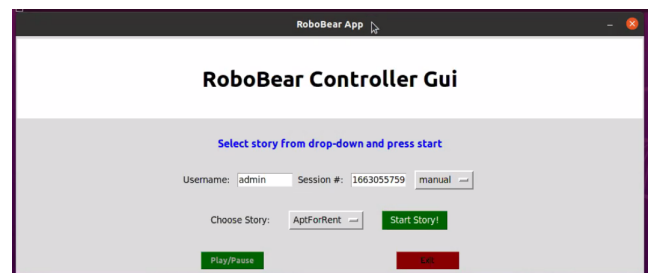 RoboBear App
RoboBear Controller Gui
Select story from drop-down and press start
Username: admin Session #: 1663055759 manual
Choose Story: AptForRent Start Story!
Play/Pause Exit